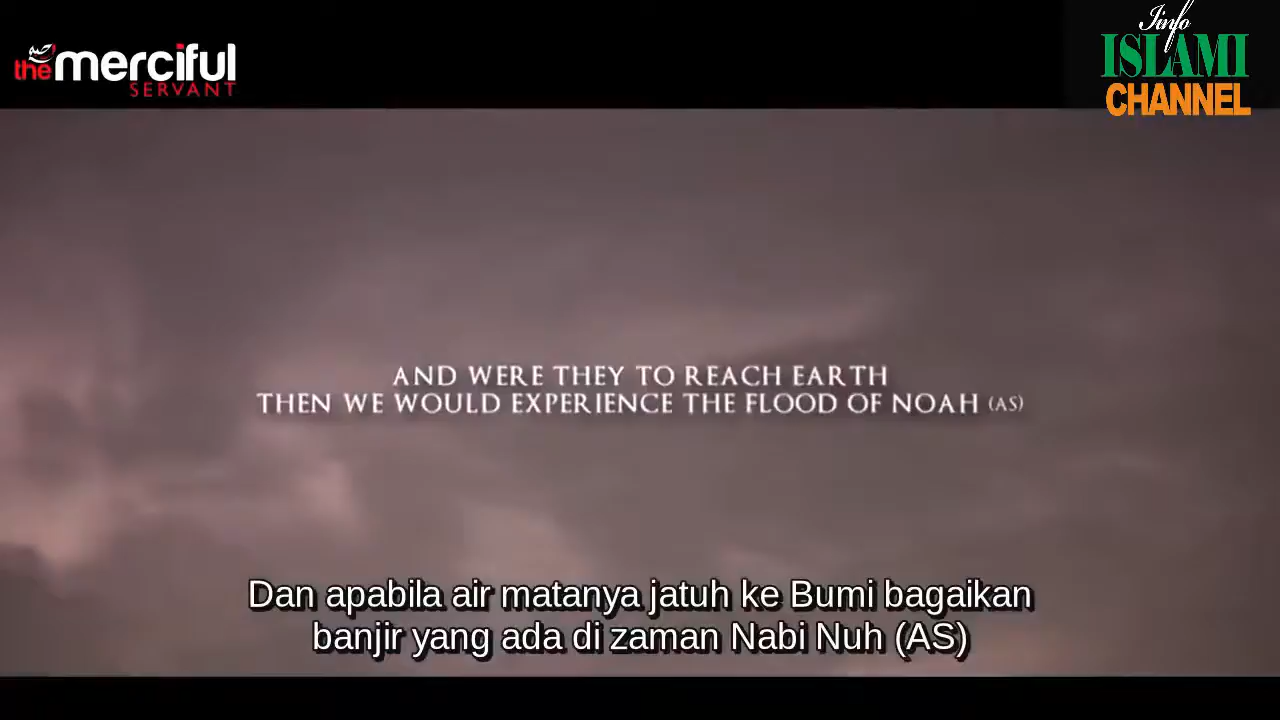 the merciful
SERVANT
Iinfo
ISLAMI
CHANNEL
AND WERE THEY TO REACH EARTH
THEN WE WOULD EXPERIENCE THE FLOOD OF NOAH (AS)
Dan apabila air matanya jatuh ke Bumi bagaikan
banjir yang ada di zaman Nabi Nuh (AS)